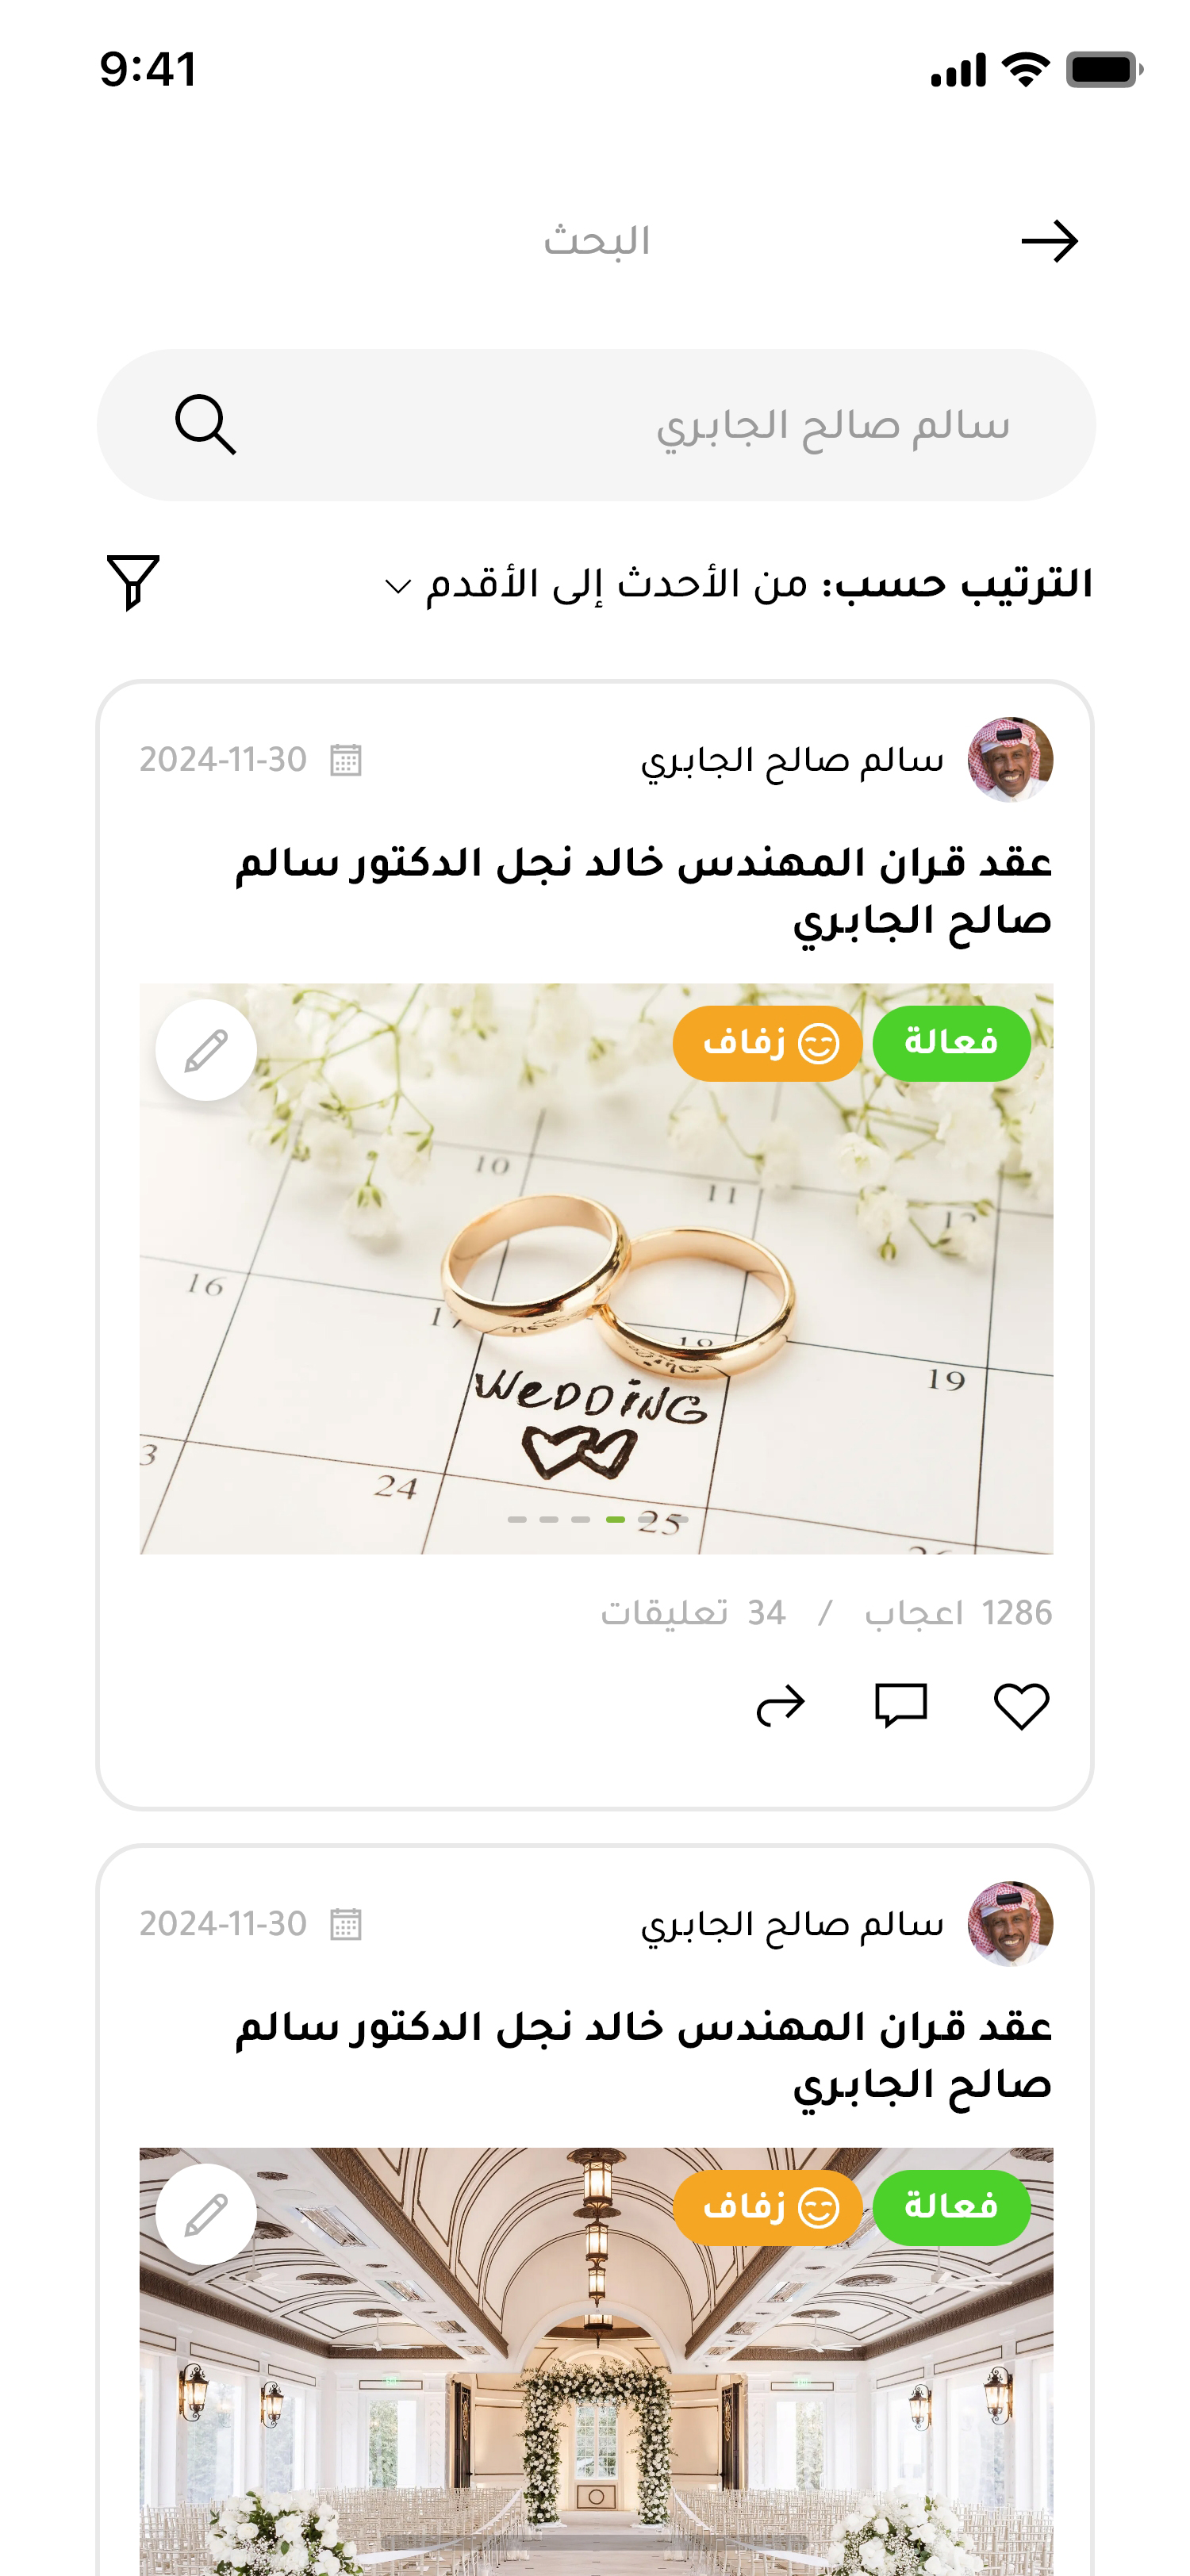 9:41
البحث
سالم صالح الجابري
الترتيب حسب: من الأحدث إلى الأقدم
سالم صالح الجابري 2024-11-30
عقد قران المهندس خالد نجل الدكتور سالم
صالح الجابري
فعالة زفاف
10 11
16
19
WEDDiNG
24
25
1286 اعجاب / 34 تعليقات
سالم صالح الجابري 2024-11-30
عقد قران المهندس خالد نجل الدكتور سالم
صالح الجابري
فعالة زفاف